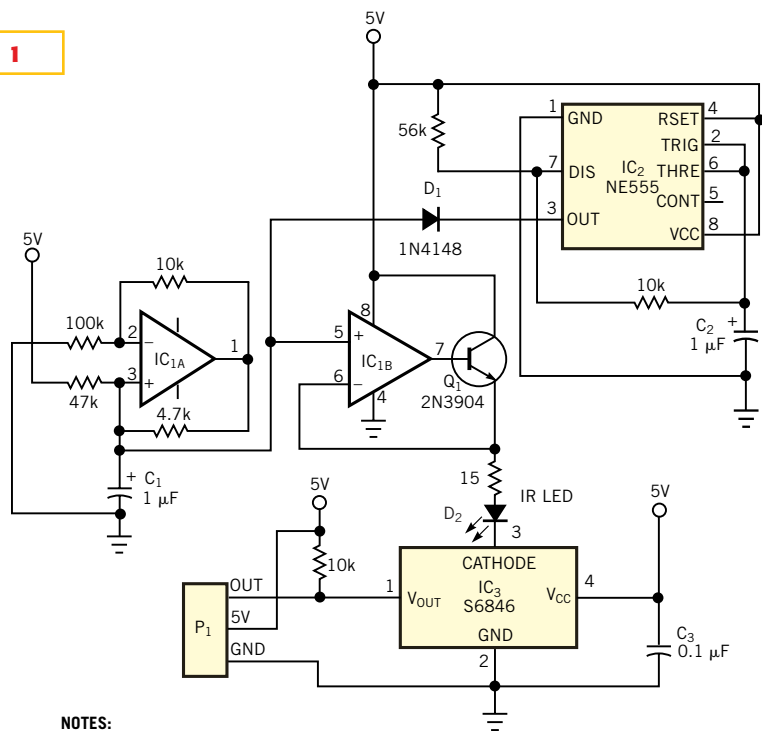 1
5V
56k
1
GND
RSET
4
TRIG
2
7
DIS
IC2
NE555
THRE
6
CONT
5
3
OUT
VCC
8
D1
1N4148
5V
10k
100k
2
−
IC1A
1
3
+
47k
4.7k
+
C1
1 µF
8
5
+
IC1B
7
6
−
4
Q1
2N3904
10k
C2
+
1 µF
15
IR LED
D2
3
5V
10k
5V
CATHODE
IC3
S6846
1
VOUT
VCC
4
GND
2
C3
0.1 µF
P1
OUT
5V
GND
NOTES: